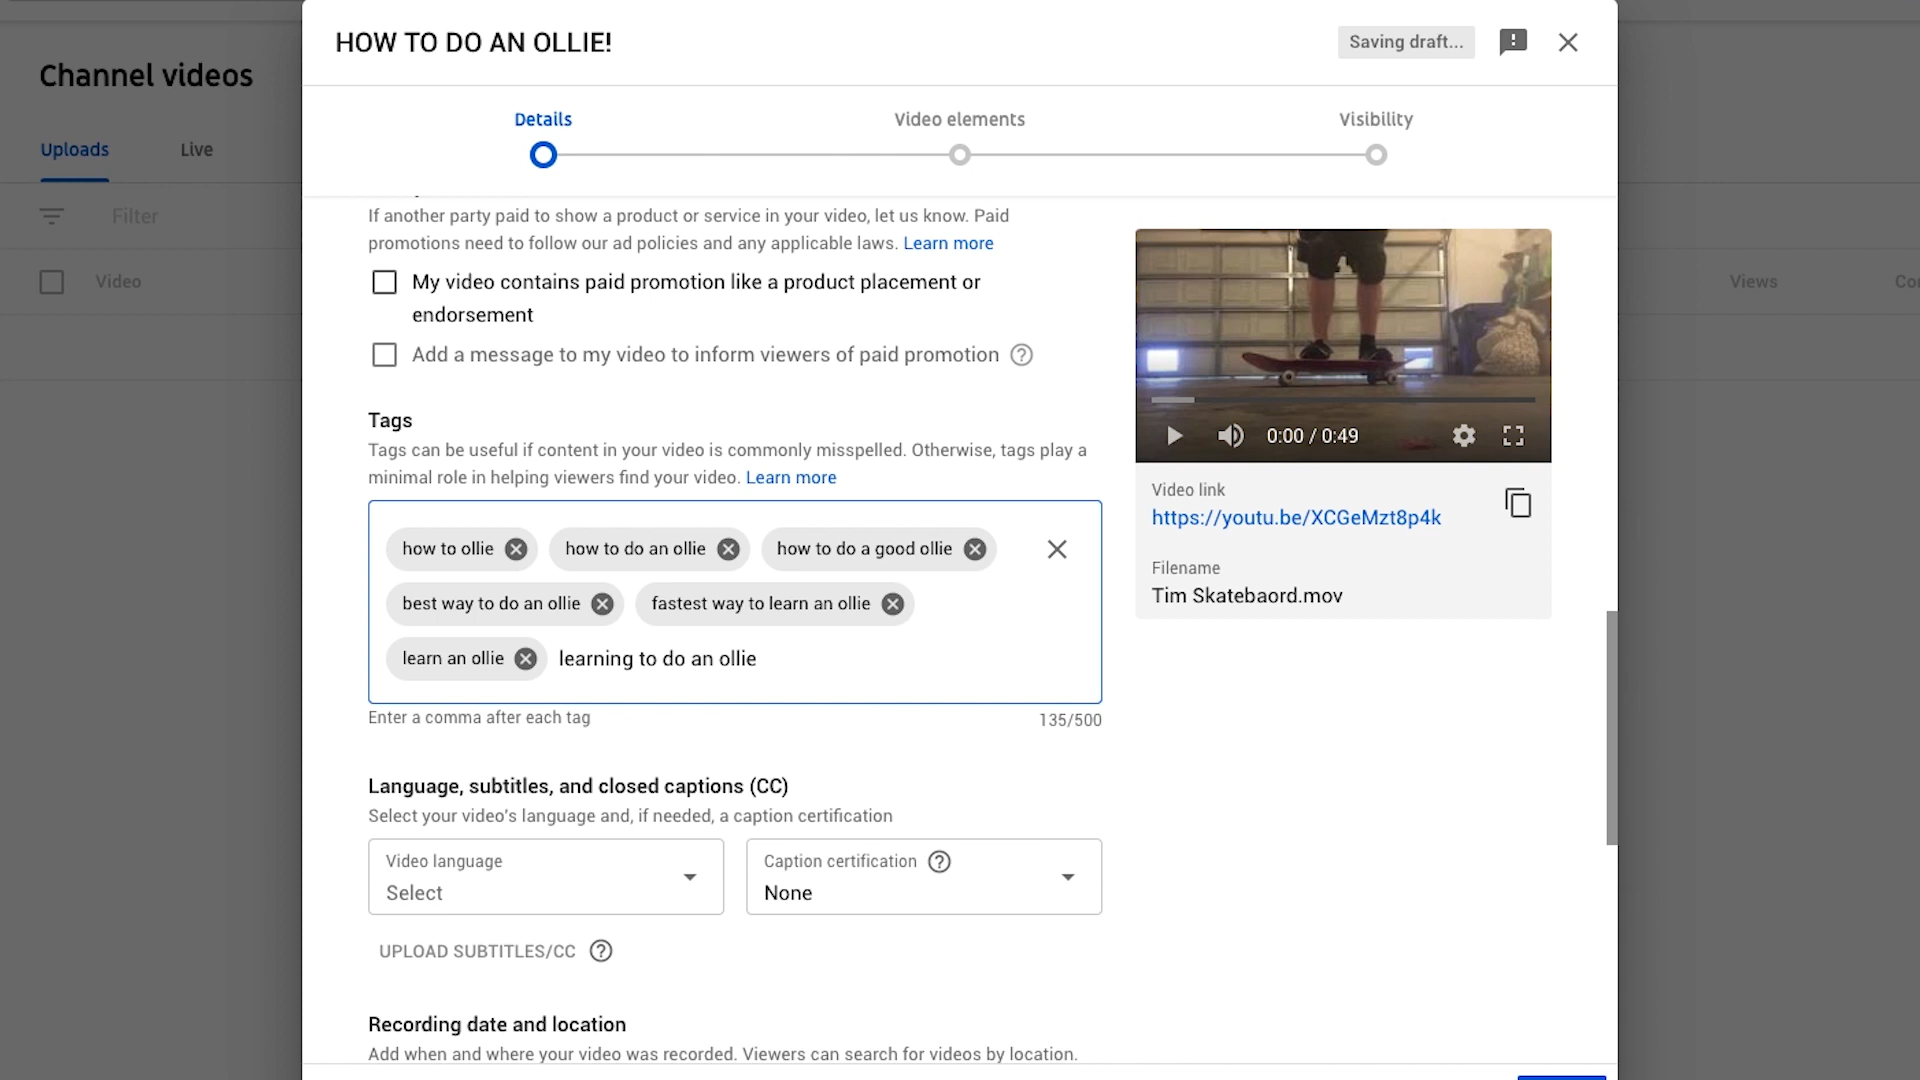 HOW TO DO AN OLLIE!
Saving draft...
Channel videos
Details
Video elements
Visibility
Uploads
Live
Filter
Video
Views
If another party paid to show a product or service in your video, let us know. Paid
promotions need to follow our ad policies and any applicable laws. Learn more
My video contains paid promotion like a product placement or
endorsement
Add a message to my video to inform viewers of paid promotion
Tags
Tags can be useful if content in your video is commonly misspelled. Otherwise, tags play a
minimal role in helping viewers find your video. Learn more
how to ollie
how to do an ollie
how to do a good ollie
best way to do an ollie
fastest way to learn an ollie
learn an ollie
learning to do an ollie
Enter a comma after each tag
135/500
0:00 / 0:49
Video link
https://youtu.be/XCGeMzt8p4k
Filename
Tim Skatebaord.mov
Language, subtitles, and closed captions (CC)
Select your video's language and, if needed, a caption certification
Video language
Select
Caption certification
None
UPLOAD SUBTITLES/CC
Recording date and location
Add when and where your video was recorded. Viewers can search for videos by location.